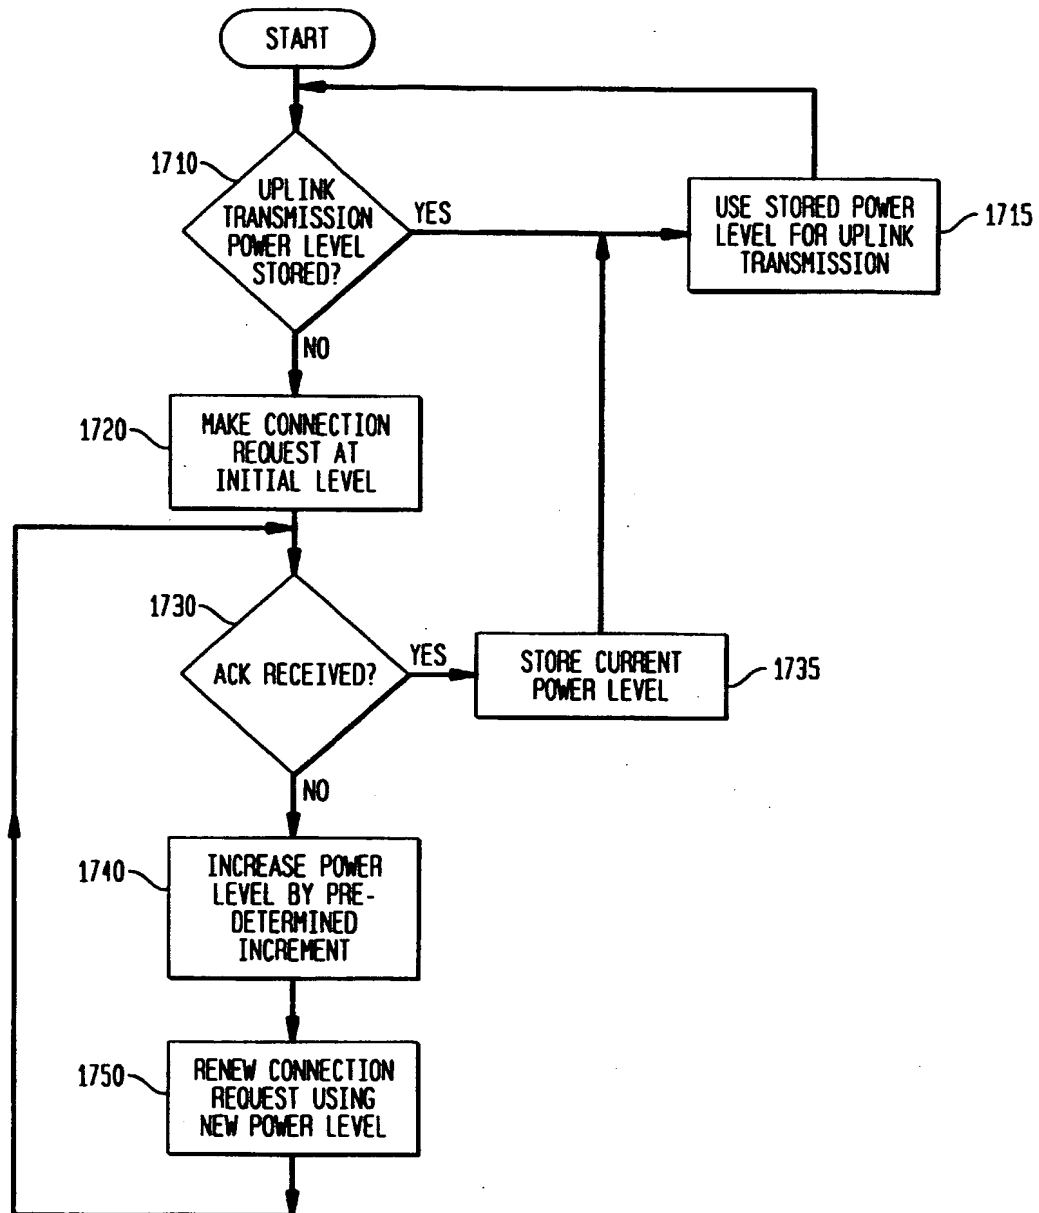 START
1710
UPLINK
TRANSMISSION
POWER LEVEL
STORED?
YES
USE STORED POWER
LEVEL FOR UPLINK
TRANSMISSION
1715
NO
1720
MAKE CONNECTION
REQUEST AT
INITIAL LEVEL
1730
ACK RECEIVED?
YES
STORE CURRENT
POWER LEVEL
1735
NO
1740
INCREASE POWER
LEVEL BY PRE-
DETERMINED
INCREMENT
1750
RENEW CONNECTION
REQUEST USING
NEW POWER LEVEL